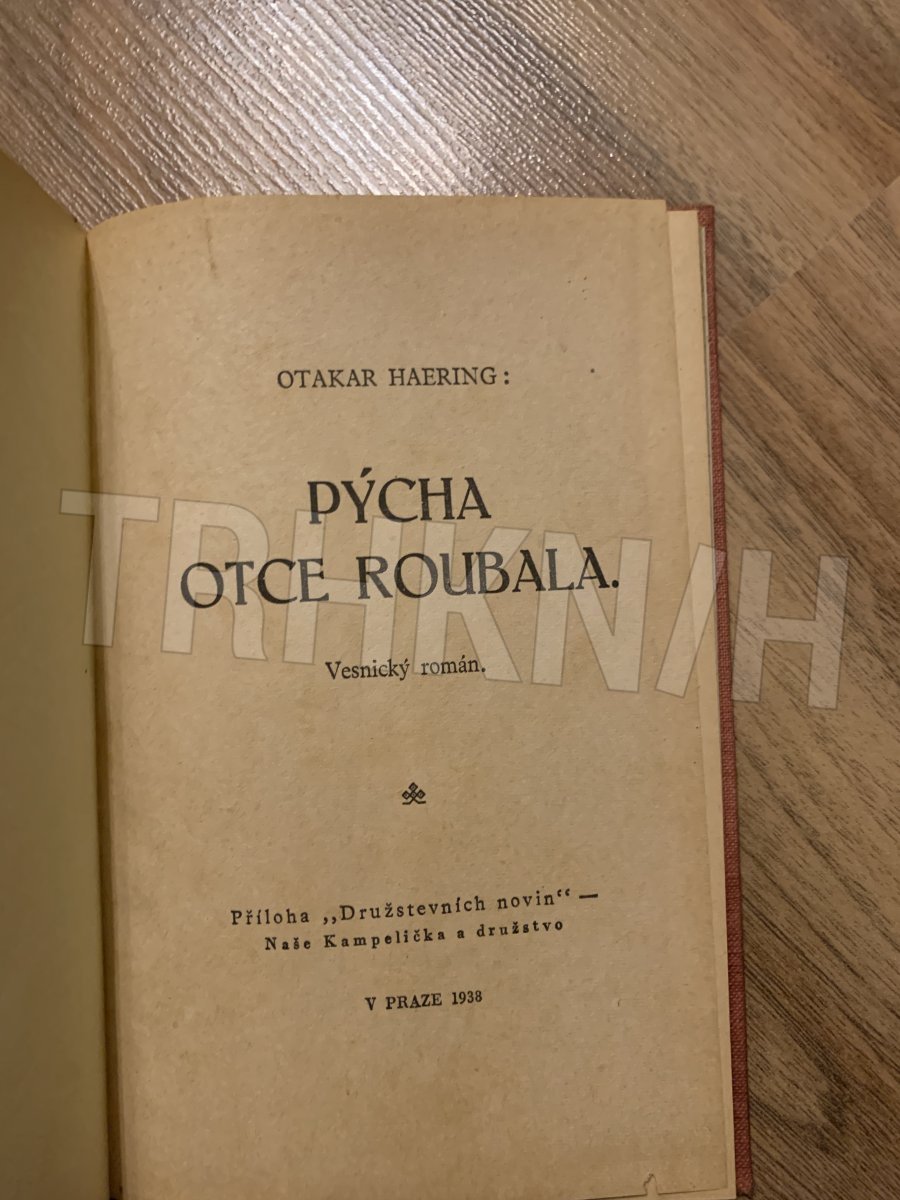 OTAKAR HAERING:
PÝCHA
OTCE ROUBALA.
TRHKNIH
Vesnický román.
Příloha „Družstevních novin“ —
Naše Kampelička a družstvo
V PRAZE 1938